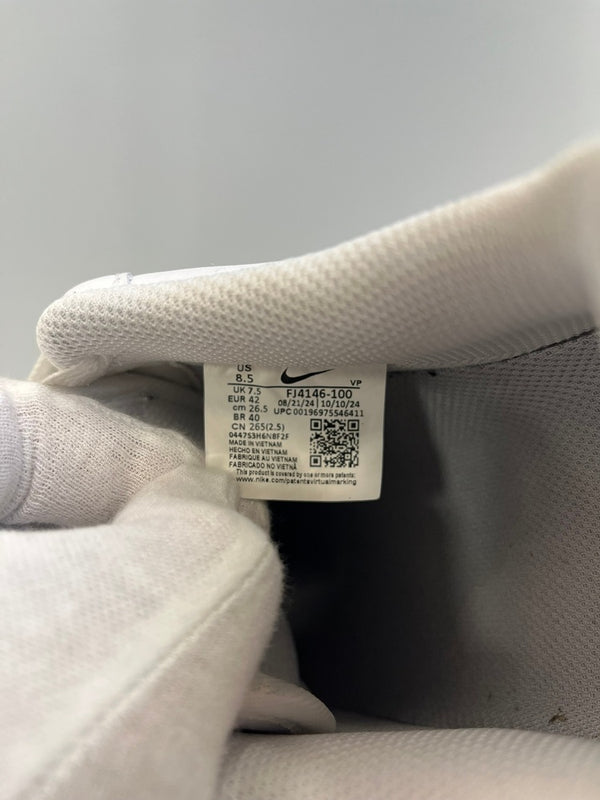 US
8.5
VP
UK 7.5
FJ4146-100
EUR 42
08/21/24 | 10/10/24
cm 26.5
UPC 00196975546411
BR 40
CN 265(2.5)
MADE IN VIETNAM
HECHO EN VIETNAM
FABRIQUE AU VIETNAM
FABRICADO NO VIETNÃ
This product is covered by one or more patents:
www.nike.com/patentsvirtualmarking